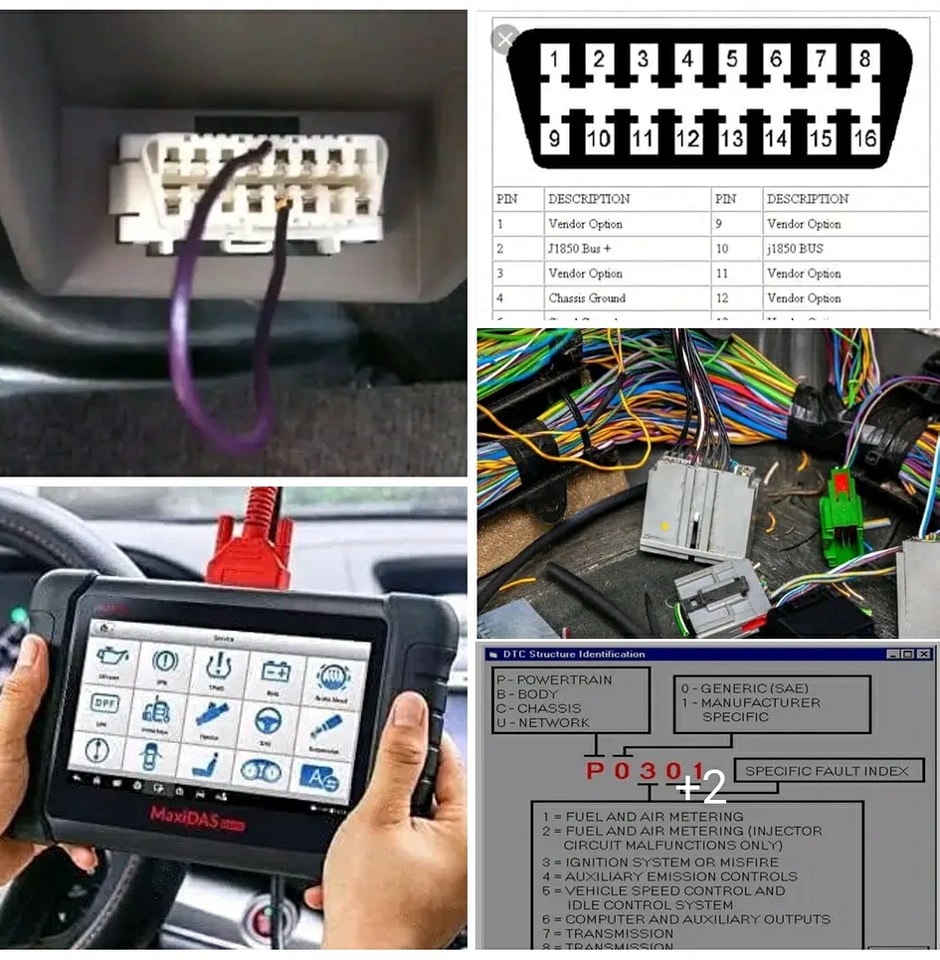 1 2 3 4 5 6 7 8
9 10 11 12 13 14 15 16
PIN DESCRIPTION PIN DESCRIPTION
1 Vendor Option 9 Vendor Option
2 J1850 Bus + 10 j1850 BUS
3 Vendor Option 11 Vendor Option
4 Chassis Ground 12 Vendor Option
Service
DPF
MaxiDAS
DTC Structure Identification
P - POWERTRAIN
B - BODY
C - CHASSIS
U - NETWORK
0 - GENERIC (SAE)
1 - MANUFACTURER
SPECIFIC
P 0 3 0 1
SPECIFIC FAULT INDEX
+2
1 = FUEL AND AIR METERING
2 = FUEL AND AIR METERING (INJECTOR
CIRCUIT MALFUNCTIONS ONLY)
3 = IGNITION SYSTEM OR MISFIRE
4 = AUXILIARY EMISSION CONTROLS
5 = VEHICLE SPEED CONTROL AND
IDLE CONTROL SYSTEM
6 = COMPUTER AND AUXILIARY OUTPUTS
7 = TRANSMISSION
8 = TRANSMISSION